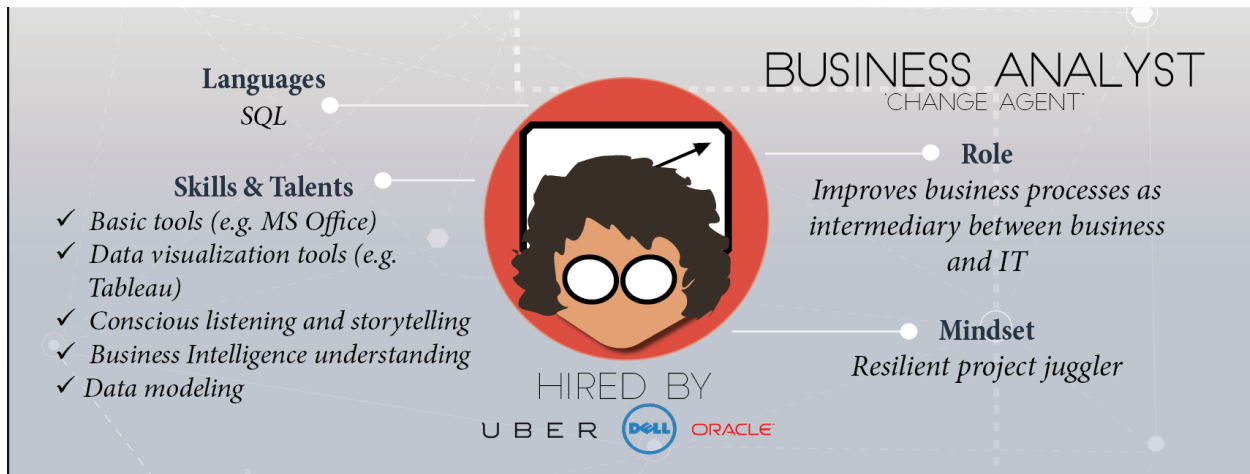 BUSINESS ANALYST
'CHANGE AGENT'
Languages
SQL
Skills & Talents
✓ Basic tools (e.g. MS Office)
✓ Data visualization tools (e.g.
Tableau)
✓ Conscious listening and storytelling
✓ Business Intelligence understanding
✓ Data modeling
Role
Improves business processes as
intermediary between business
and IT
Mindset
Resilient project juggler
HIRED BY
UBER
DELL
ORACLE